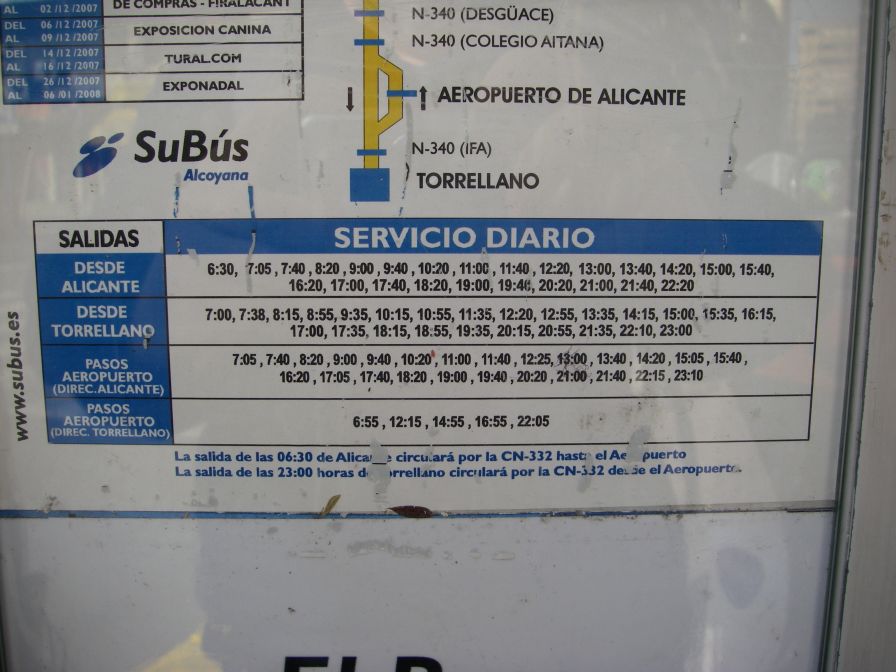 DE COMPRAS - FIRALACANT
AL 02/12/2007
DEL 06/12/2007
AL 09/12/2007
EXPOSICION CANINA
DEL 14/12/2007
AL 16/12/2007
TURAL.COM
DEL 26/12/2007
AL 06/01/2008
EXPONADAL
N-340 (DESGÜACE)
N-340 (COLEGIO AITANA)
AEROPUERTO DE ALICANTE
N-340 (IFA)
TORRELLANO
SuBús
Alcoyana
SALIDAS
SERVICIO DIARIO
DESDE
ALICANTE
6:30, 7:05 , 7:40 , 8:20 , 9:00 , 9:40 , 10:20 , 11:00 , 11:40 , 12:20, 13:00 , 13:40, 14:20 , 15:00 , 15:40,
16:20, 17:00 , 17:40 , 18:20 , 19:00 , 19:40 , 20:20 , 21:00 , 21:40 , 22:20
DESDE
TORRELLANO
7:00, 7:38 , 8:15 , 8:55 , 9:35, 10:15 , 10:55 , 11:35 , 12:20 , 12:55 , 13:35, 14:15 , 15:00 , 15:35 , 16:15,
17:00 , 17:35 , 18:15 , 18:55 , 19:35 , 20:15 , 20:55 , 21:35 , 22:10 , 23:00
PASOS
AEROPUERTO
(DIREC.ALICANTE)
7:05 , 7:40 , 8:20 , 9:00 , 9:40 , 10:20 , 11:00 , 11:40 , 12:25 , 13:00 , 13:40 , 14:20 , 15:05 , 15:40 ,
16:20 , 17:05 , 17:40 , 18:20 , 19:00 , 19:40 , 20:20 , 21:00 , 21:40 , 22:15 , 23:10
PASOS
AEROPUERTO
(DIREC. TORRELLANO)
6:55 , 12:15 , 14:55 , 16:55 , 22:05
La salida de las 06:30 de Alicante circulará por la CN-332 hasta el Aeropuerto
La salida de las 23:00 horas de Torrellano circulará por la CN-332 desde el Aeropuerto.
www.subus.es